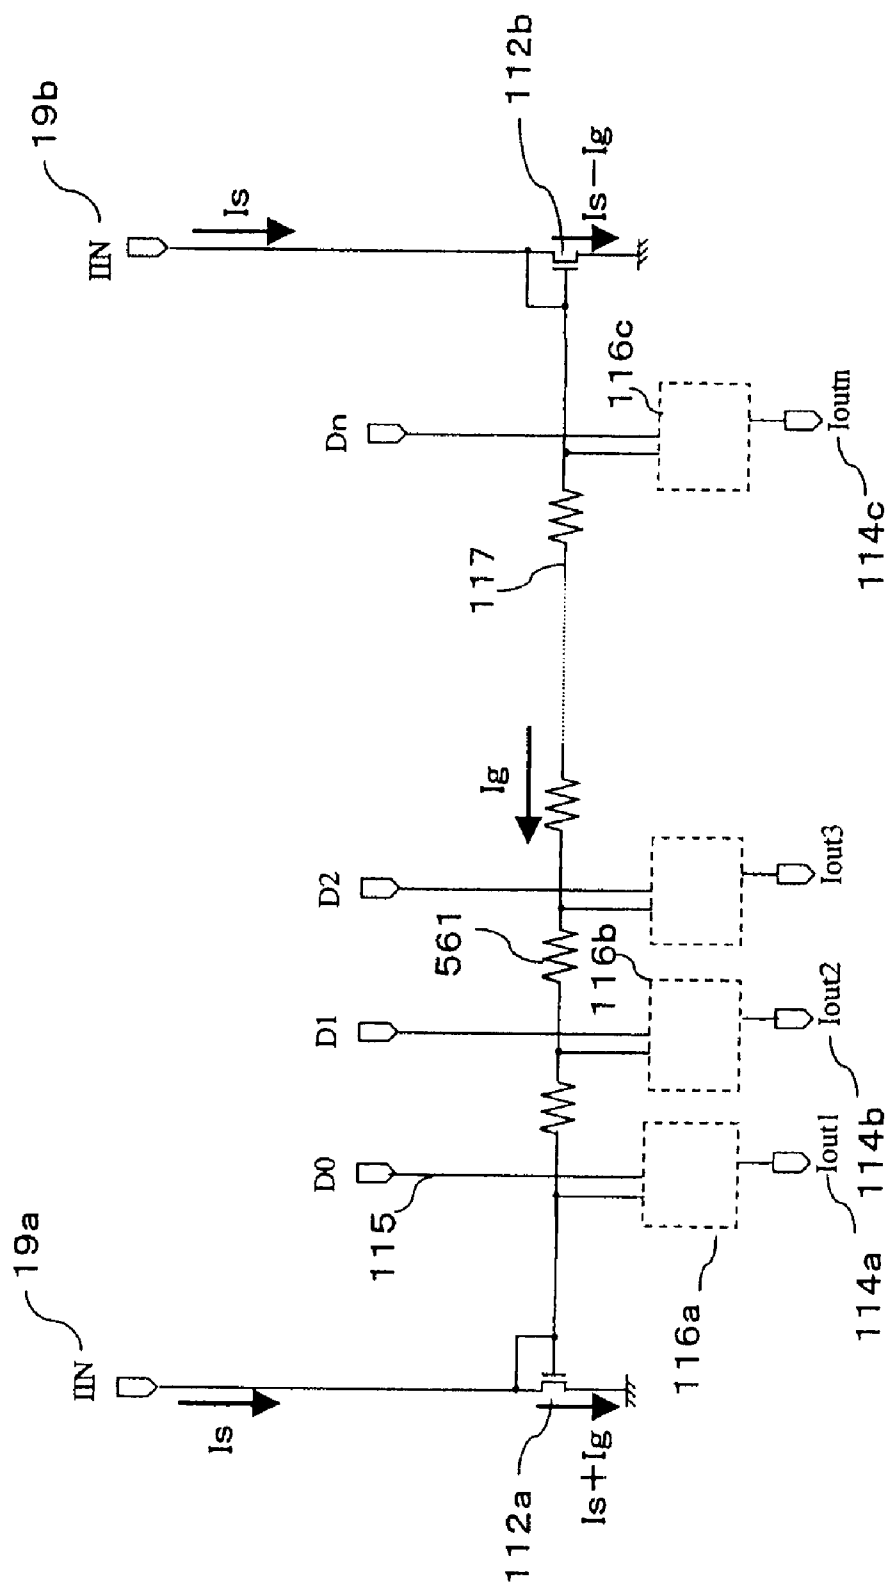 19a
19b
IIN
IIN
Is
Is
D0
D1
D2
Dn
115
561
Ig
117
112a
112b
Is+Ig
Is−Ig
116a
116b
116c
Iout1
Iout2
Iout3
Ioutn
114a
114b
114c